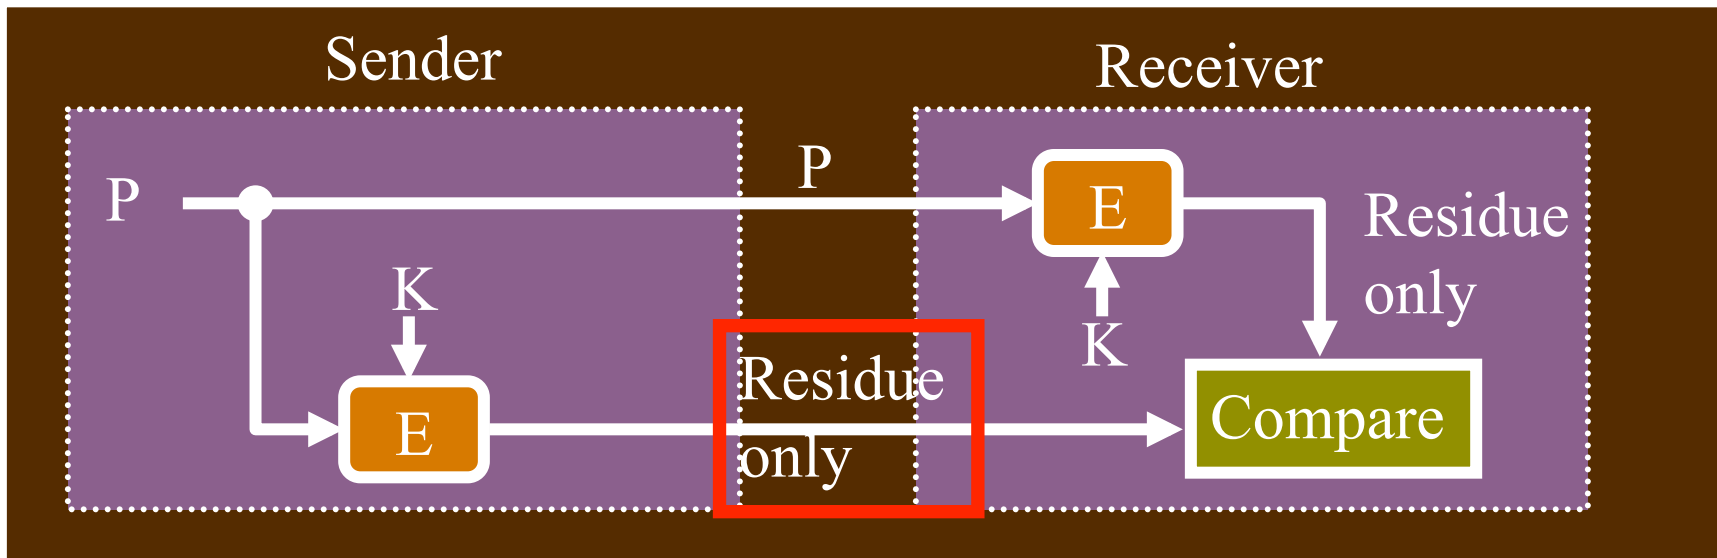 Sender
Receiver
P
P
E
Residue
only
K
K
Residue
only
E
Compare